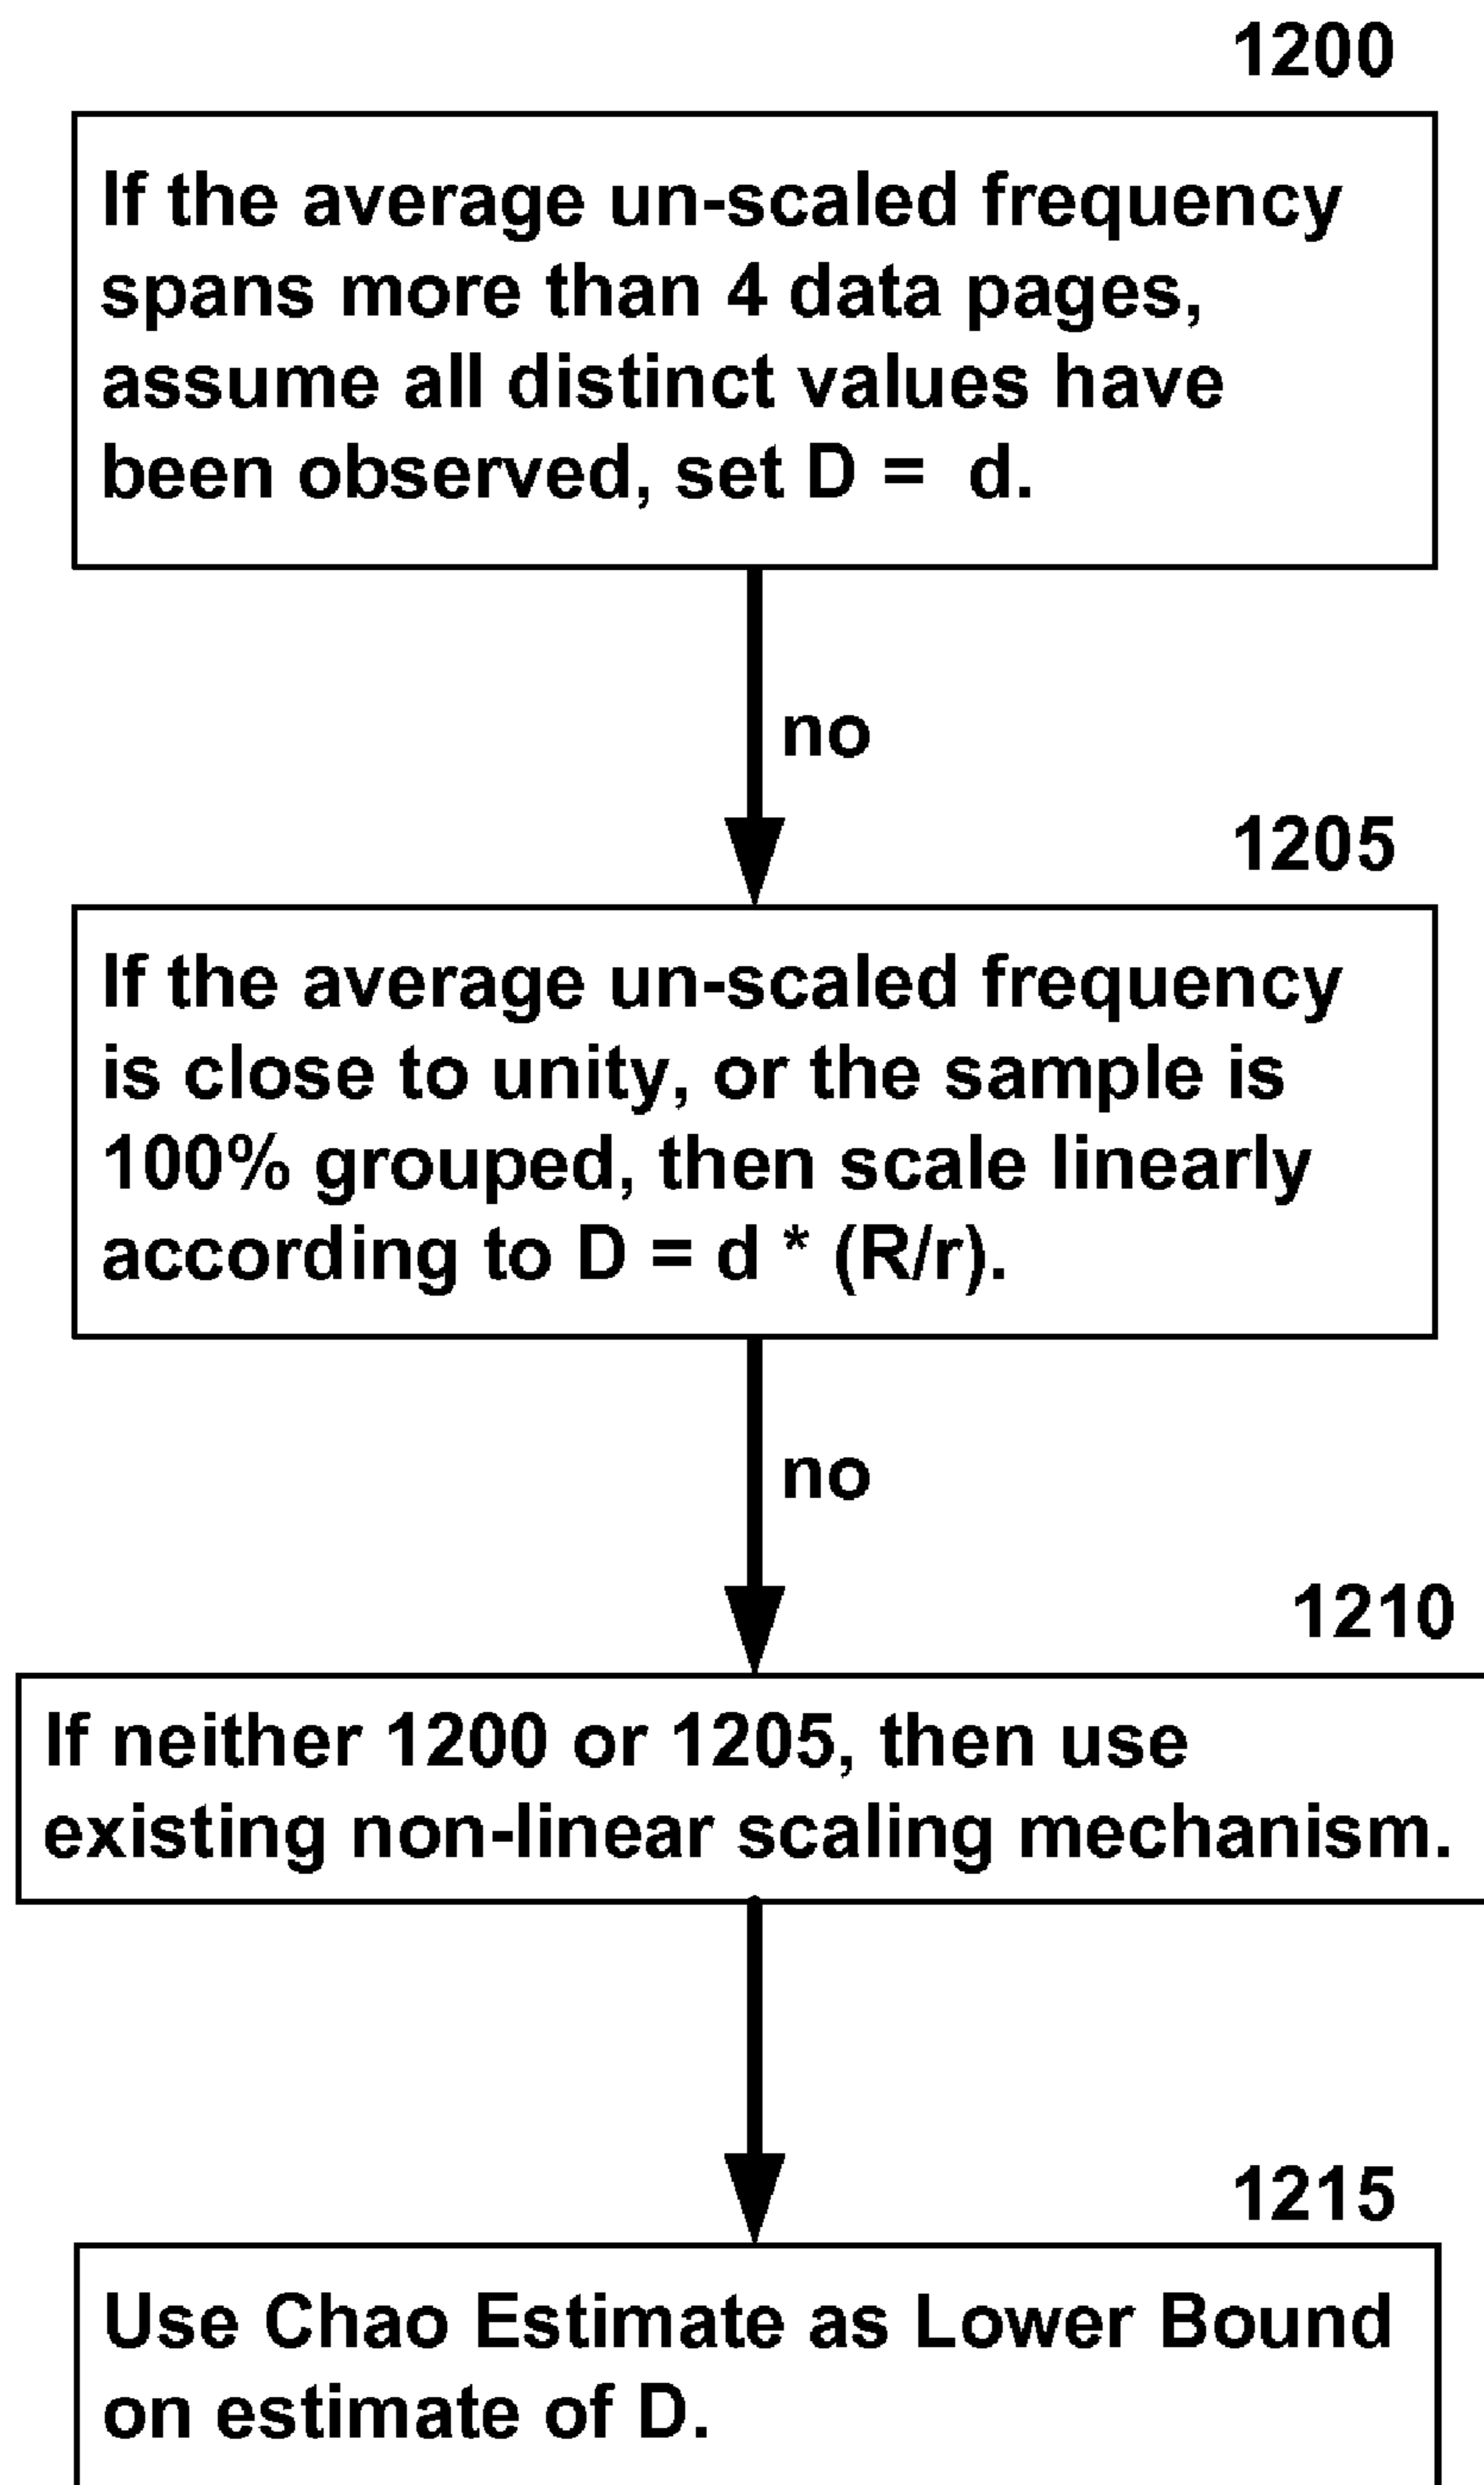 1200
If the average un-scaled frequency
spans more than 4 data pages,
assume all distinct values have
been observed, set D = d.
no
1205
If the average un-scaled frequency
is close to unity, or the sample is
100% grouped, then scale linearly
according to D = d * (R/r).
no
1210
If neither 1200 or 1205, then use
existing non-linear scaling mechanism.
1215
Use Chao Estimate as Lower Bound
on estimate of D.